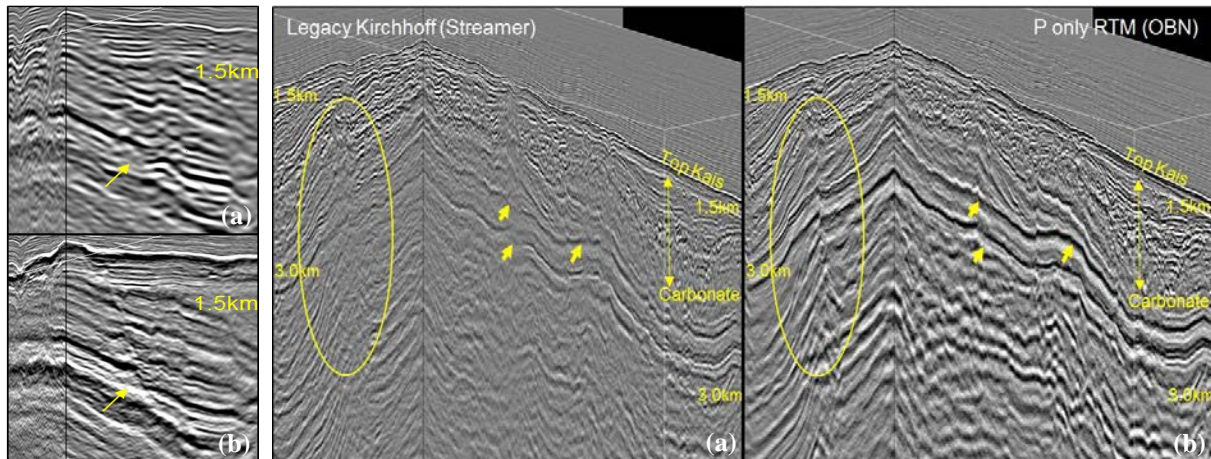 1.5km
(a)
1.5km
(b)
Legacy Kirchhoff (Streamer)
1.5km
3.0km
Top Kais
1.5km
Carbonate
3.0km
(a)
P only RTM (OBN)
1.5km
3.0km
Top Kais
1.5km
Carbonate
3.0km
(b)